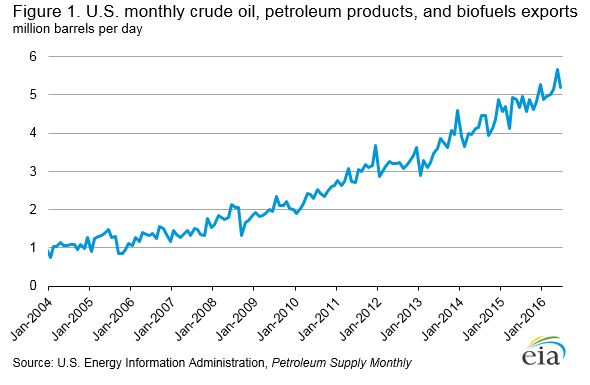 Figure 1. U.S. monthly crude oil, petroleum products, and biofuels exports
million barrels per day
6
5
4
3
2
1
0
Jan-2004
Jan-2005
Jan-2006
Jan-2007
Jan-2008
Jan-2009
Jan-2010
Jan-2011
Jan-2012
Jan-2013
Jan-2014
Jan-2015
Jan-2016
Source: U.S. Energy Information Administration, Petroleum Supply Monthly
eia